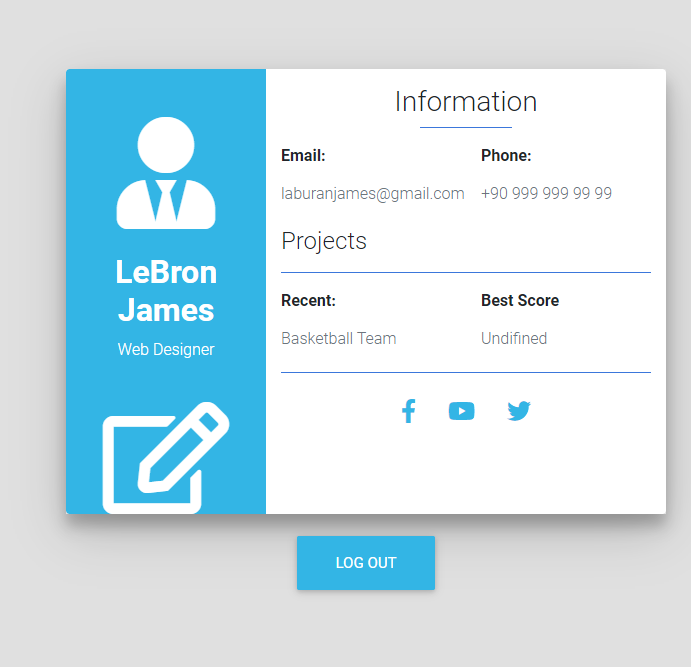 LeBron
James
Web Designer
Information
Email:
Phone:
laburanjames@gmail.com
+90 999 999 99 99
Projects
Recent:
Best Score
Basketball Team
Undifined
LOG OUT